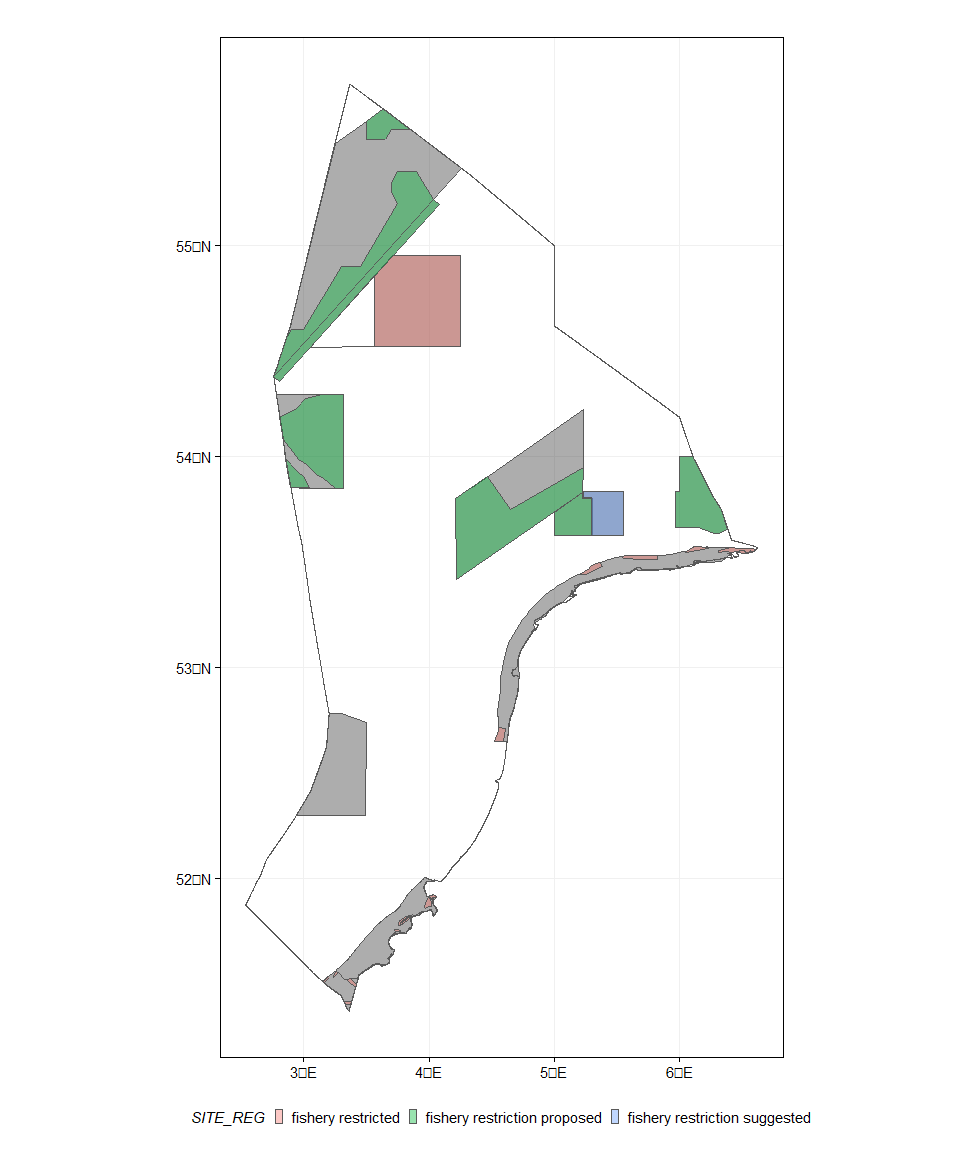 55□N
54□N
53□N
52□N
3□E 4□E 5□E 6□E
SITE_REG fishery restricted fishery restriction proposed fishery restriction suggested